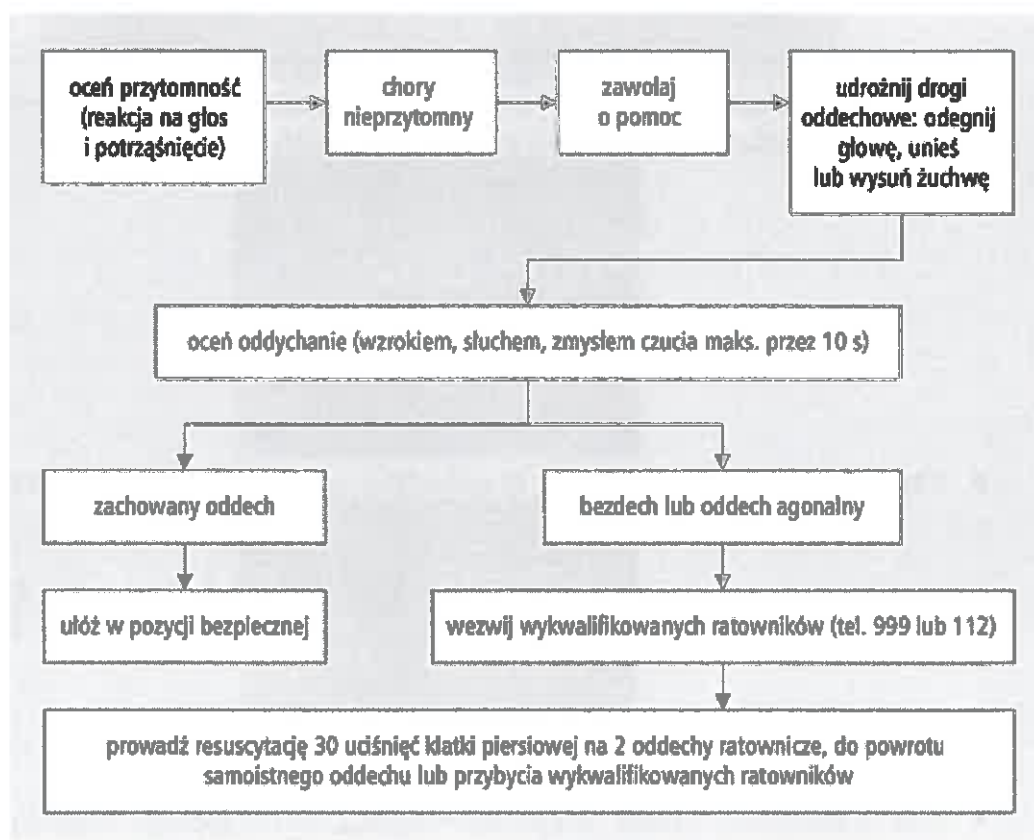 oceń przytomność
(reakcja na głos
i potrząśnięcie)
chory
nieprzytomny
zawołaj
o pomoc
udrożnij drogi
oddechowe: odegnij
głowę, unieś
lub wysuń żuchwę
oceń oddychanie (wzrokiem, słuchem, zmysłem czucia maks. przez 10 s)
zachowany oddech
bezdech lub oddech agonalny
ułóż w pozycji bezpiecznej
wezwij wykwalifikowanych ratowników (tel. 999 lub 112)
prowadź resuscytację 30 uciśnięć klatki piersiowej na 2 oddechy ratownicze, do powrotu
samoistnego oddechu lub przybycia wykwalifikowanych ratowników